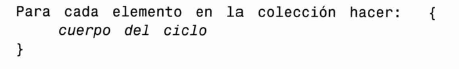 Para cada elemento en la colección hacer: {
cuerpo del ciclo
}